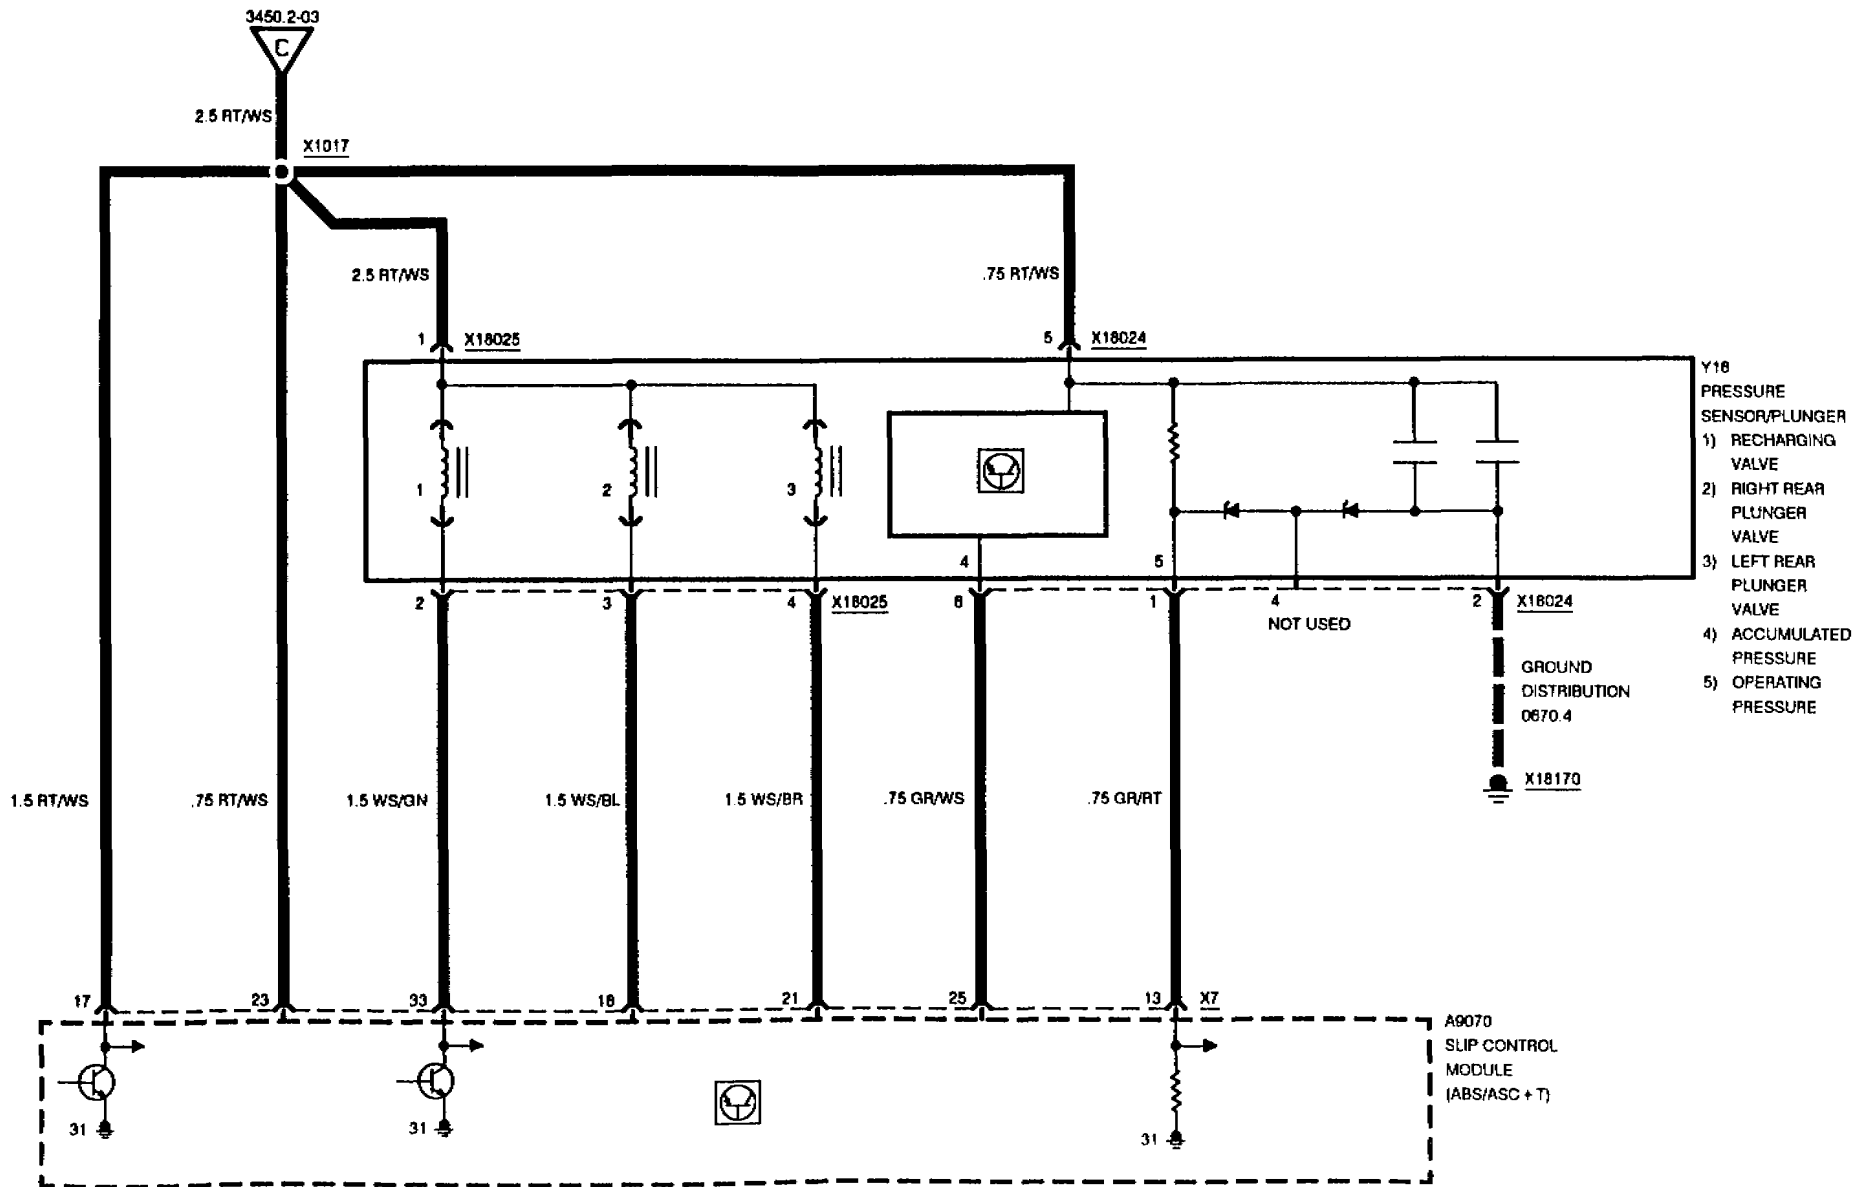 3450.2-03
C
2.5 RT/WS
X1017
2.5 RT/WS
.75 RT/WS
1
X18025
5
X18024
Y18
PRESSURE
SENSOR/PLUNGER
1) RECHARGING
VALVE
2) RIGHT REAR
PLUNGER
VALVE
3) LEFT REAR
PLUNGER
VALVE
4) ACCUMULATED
PRESSURE
5) OPERATING
PRESSURE
1
2
3
4
5
2
3
4
X18025
6
1
4
2
X18024
NOT USED
GROUND
DISTRIBUTION
0670.4
X18170
1.5 RT/WS
.75 RT/WS
1.5 WS/GN
1.5 WS/BL
1.5 WS/BR
.75 GR/WS
.75 GR/RT
17
23
33
18
21
25
13
X7
A9070
SLIP CONTROL
MODULE
(ABS/ASC + T)
31
31
31